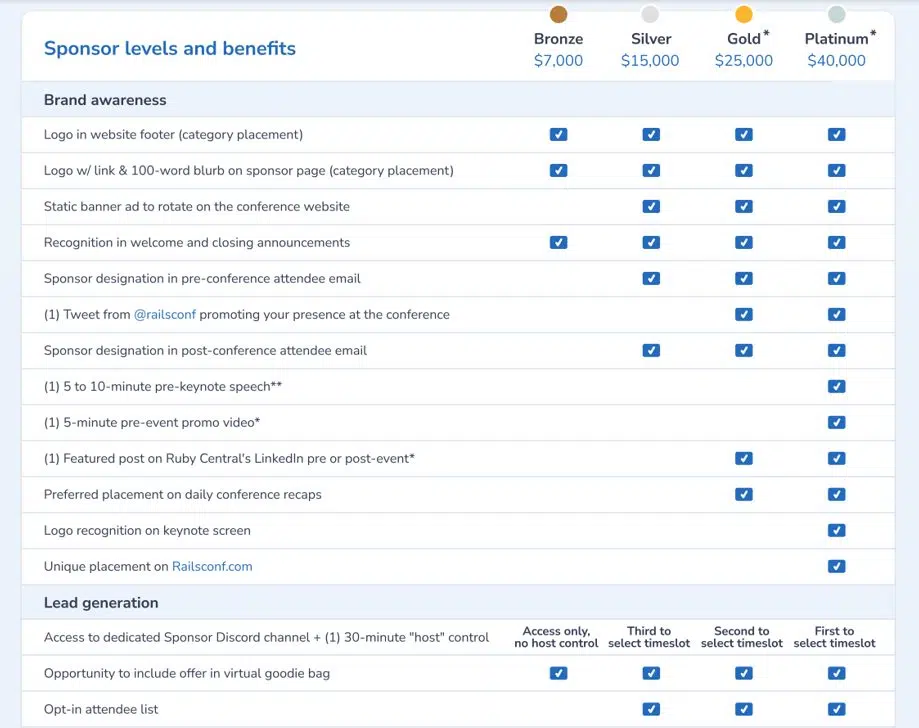 Sponsor levels and benefits
Bronze
$7,000
Silver
$15,000
Gold*
$25,000
Platinum*
$40,000
Brand awareness
Logo in website footer (category placement)
Logo w/ link & 100-word blurb on sponsor page (category placement)
Static banner ad to rotate on the conference website
Recognition in welcome and closing announcements
Sponsor designation in pre-conference attendee email
(1) Tweet from @railsconf promoting your presence at the conference
Sponsor designation in post-conference attendee email
(1) 5 to 10-minute pre-keynote speech**
(1) 5-minute pre-event promo video*
(1) Featured post on Ruby Central's LinkedIn pre or post-event*
Preferred placement on daily conference recaps
Logo recognition on keynote screen
Unique placement on Railsconf.com
Lead generation
Access to dedicated Sponsor Discord channel + (1) 30-minute "host" control
Access only,
no host control
Third to
select timeslot
Second to
select timeslot
First to
select timeslot
Opportunity to include offer in virtual goodie bag
Opt-in attendee list